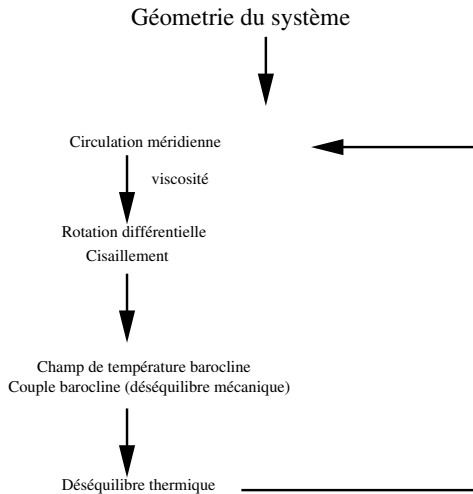 Géometrie du système
Circulation méridienne
viscosité
Rotation différentielle
Cisaillement
Champ de température barocline
Couple barocline (déséquilibre mécanique)
Déséquilibre thermique